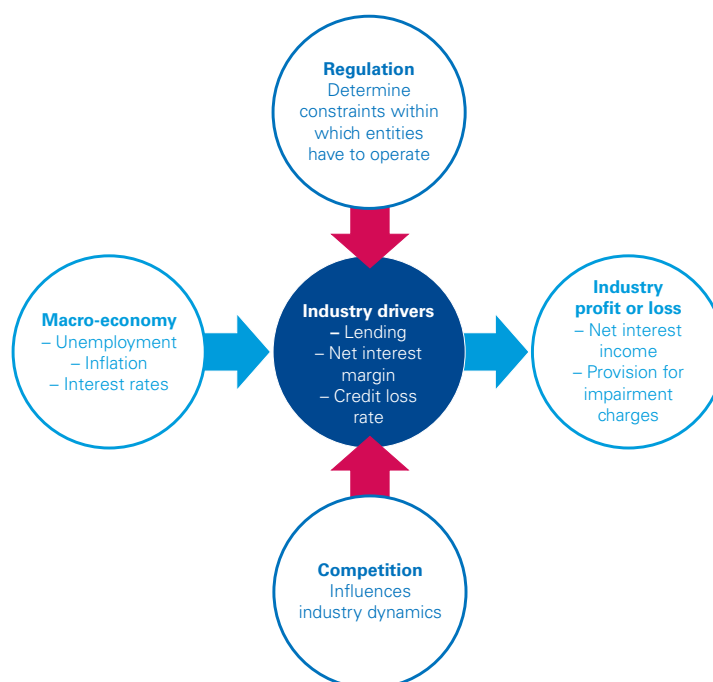 Regulation
Determine
constraints within
which entities
have to operate
Macro-economy
– Unemployment
– Inflation
– Interest rates
Industry drivers
– Lending
– Net interest
margin
– Credit loss
rate
Industry
profit or loss
– Net interest
income
– Provision for
impairment
charges
Competition
Influences
industry dynamics